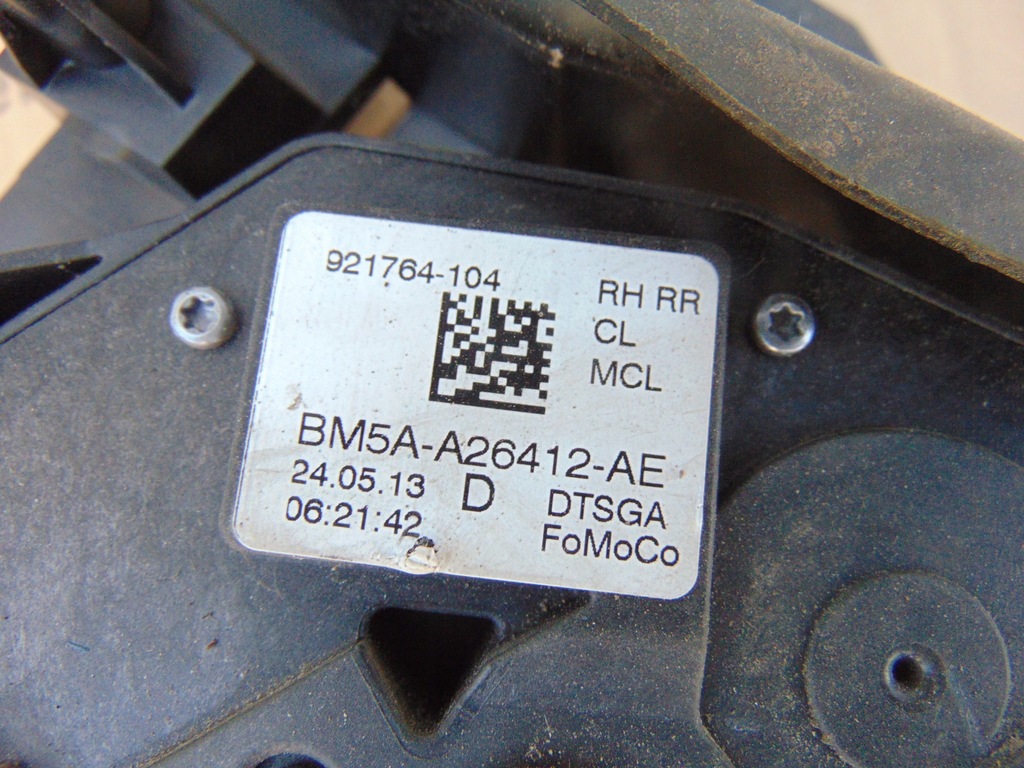 921764-104
RH RR
CL
MCL
BM5A-A26412-AE
24.05.13 D DTSGA
06:21:42 FoMoCo